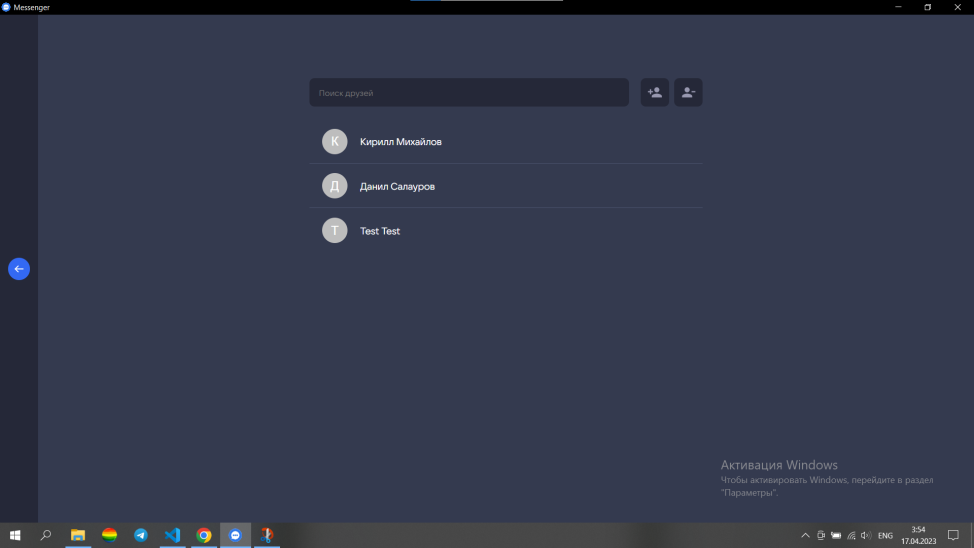 Messenger
Поиск друзей
К
Кирилл Михайлов
Д
Данил Салауров
T
Test Test
Активация Windows
Чтобы активировать Windows, перейдите в раздел
"Параметры".
ENG
3:54
17.04.2023